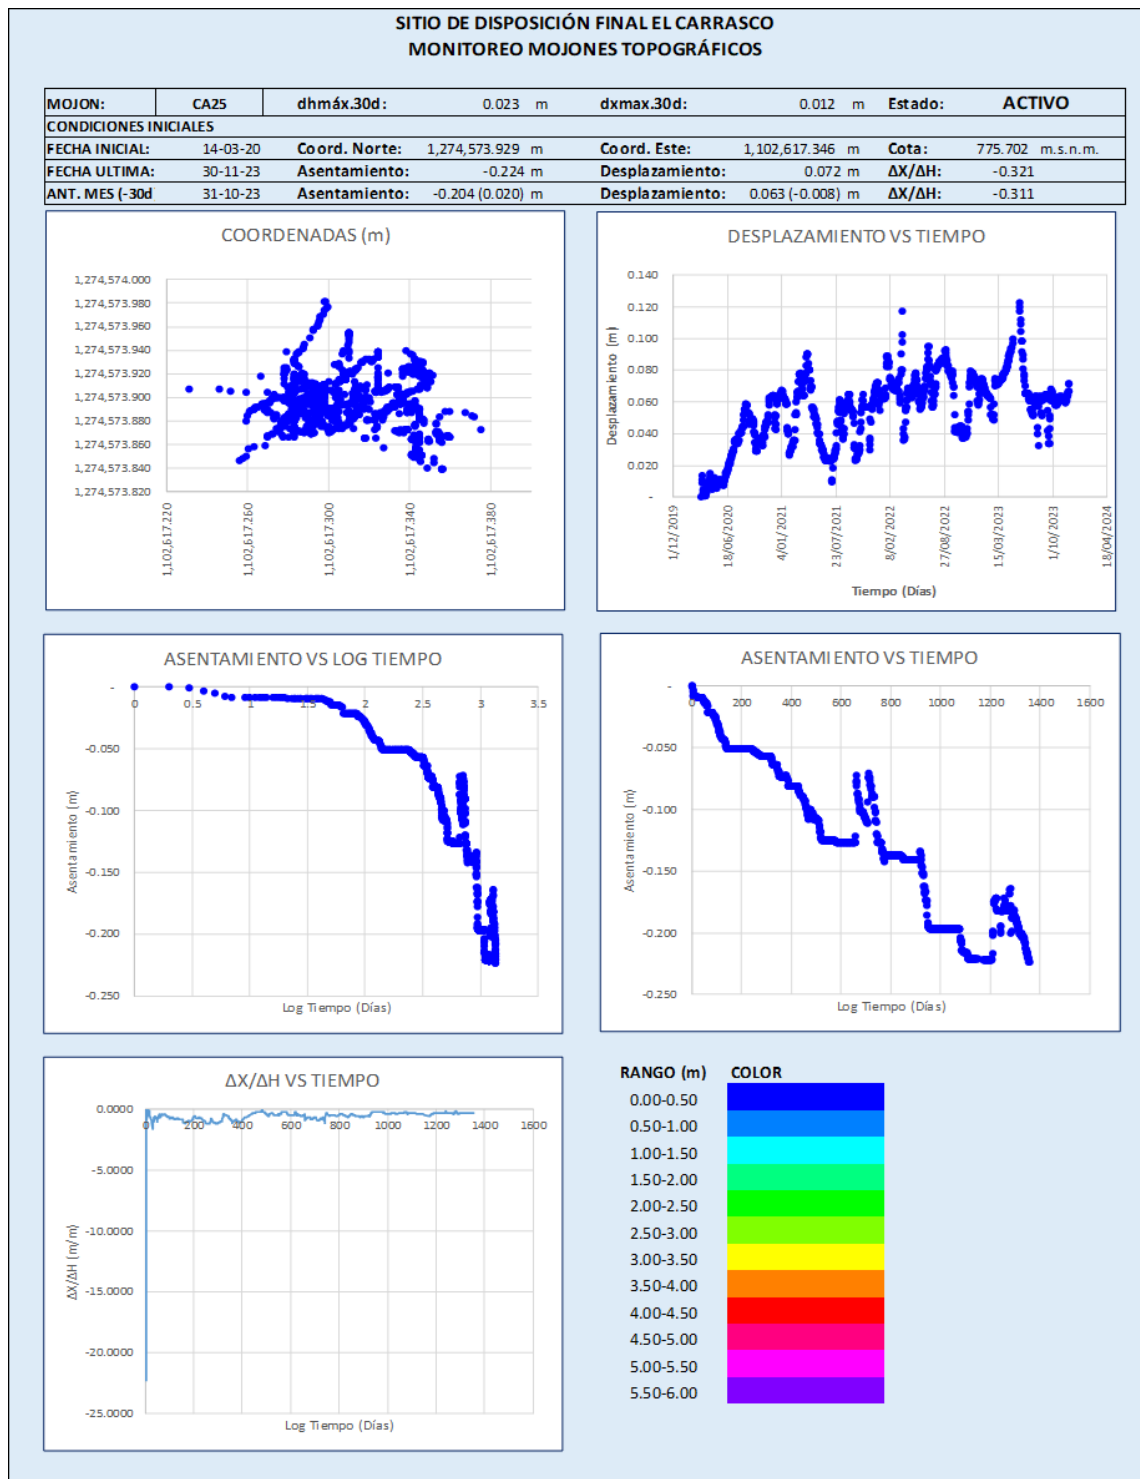 SITIO DE DISPOSICIÓN FINAL EL CARRASCO
MONITOREO MOJONES TOPOGRÁFICOS
MOJON: CA25 dhmáx.30d: 0.023 m dxmax.30d: 0.012 m Estado: ACTIVO
CONDICIONES INICIALES
FECHA INICIAL: 14-03-20 Coord. Norte: 1,274,573.929 m Coord. Este: 1,102,617.346 m Cota: 775.702 m.s.n.m.
FECHA ULTIMA: 30-11-23 Asentamiento: -0.224 m Desplazamiento: 0.072 m ΔX/ΔH: -0.321
ANT. MES (-30d 31-10-23 Asentamiento: -0.204 (0.020) m Desplazamiento: 0.063 (-0.008) m ΔX/ΔH: -0.311
COORDENADAS (m)
1,274,574.000
1,274,573.980
1,274,573.960
1,274,573.940
1,274,573.920
1,274,573.900
1,274,573.880
1,274,573.860
1,274,573.840
1,274,573.820
1,102,617.220
1,102,617.260
1,102,617.300
1,102,617.340
1,102,617.380
DESPLAZAMIENTO VS TIEMPO
Desplazamiento (m)
0.140
0.120
0.100
0.080
0.060
0.040
0.020
-
1/12/2019
18/06/2020
4/01/2021
23/07/2021
8/02/2022
27/08/2022
15/03/2023
1/10/2023
18/04/2024
Tiempo (Días)
ASENTAMIENTO VS LOG TIEMPO
Asentamiento (m)
-
-0.050
-0.100
-0.150
-0.200
-0.250
0 0.5 1 1.5 2 2.5 3 3.5
Log Tiempo (Días)
ASENTAMIENTO VS TIEMPO
Asentamiento (m)
-
-0.050
-0.100
-0.150
-0.200
-0.250
0 200 400 600 800 1000 1200 1400 1600
Log Tiempo (Días)
ΔX/ΔH VS TIEMPO
ΔX/ΔH (m/m)
0.0000
-5.0000
-10.0000
-15.0000
-20.0000
-25.0000
0 200 400 600 800 1000 1200 1400 1600
Log Tiempo (Días)
RANGO (m) COLOR
0.00-0.50
0.50-1.00
1.00-1.50
1.50-2.00
2.00-2.50
2.50-3.00
3.00-3.50
3.50-4.00
4.00-4.50
4.50-5.00
5.00-5.50
5.50-6.00